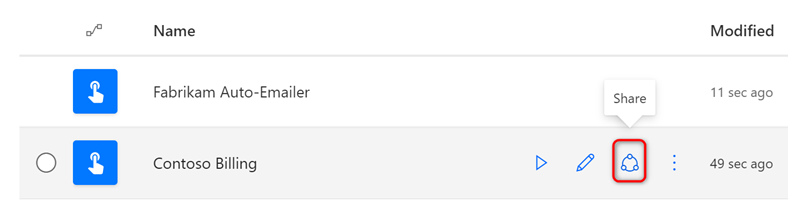 Name Modified
Fabrikam Auto-Emailer 11 sec ago
Share
Contoso Billing 49 sec ago